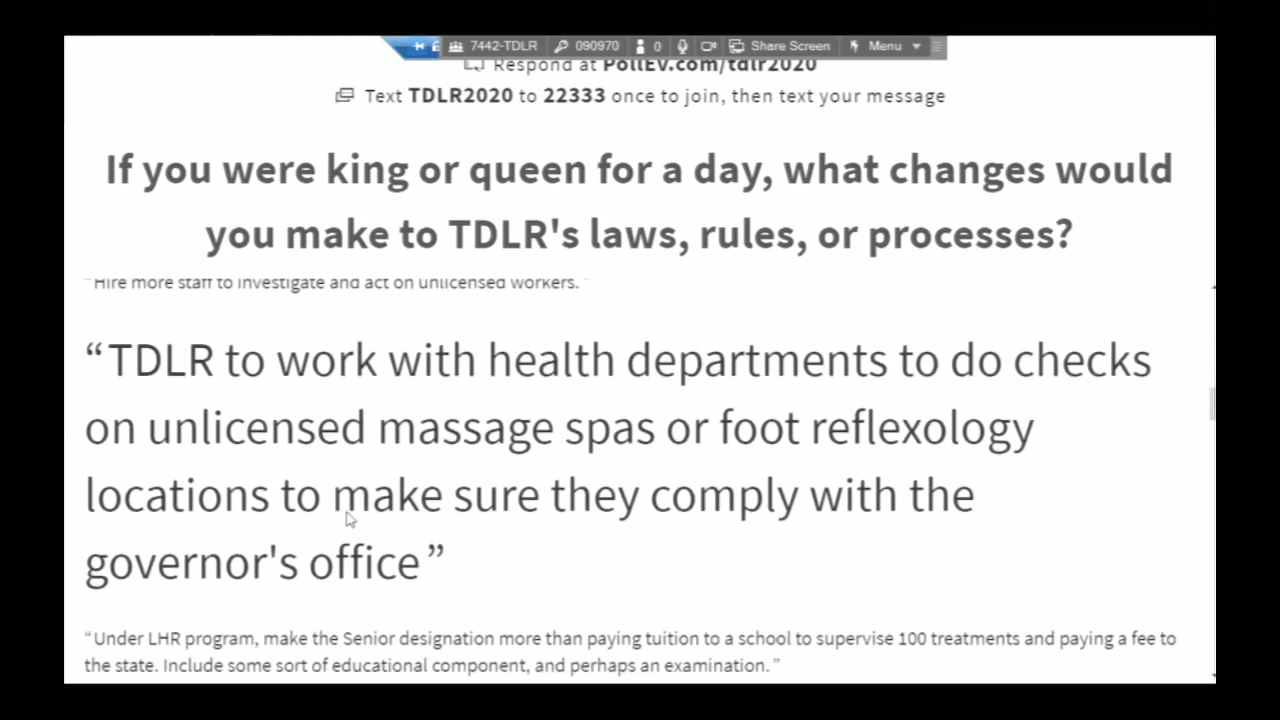 7442-TDLR 090970 0 Share Screen Menu
Respond at PollEv.com/tdlr2020
Text TDLR2020 to 22333 once to join, then text your message
If you were king or queen for a day, what changes would
you make to TDLR's laws, rules, or processes?
"Hire more staff to investigate and act on unlicensed workers. "
“TDLR to work with health departments to do checks
on unlicensed massage spas or foot reflexology
locations to make sure they comply with the
governor's office ”
“Under LHR program, make the Senior designation more than paying tuition to a school to supervise 100 treatments and paying a fee to
the state. Include some sort of educational component, and perhaps an examination. ”